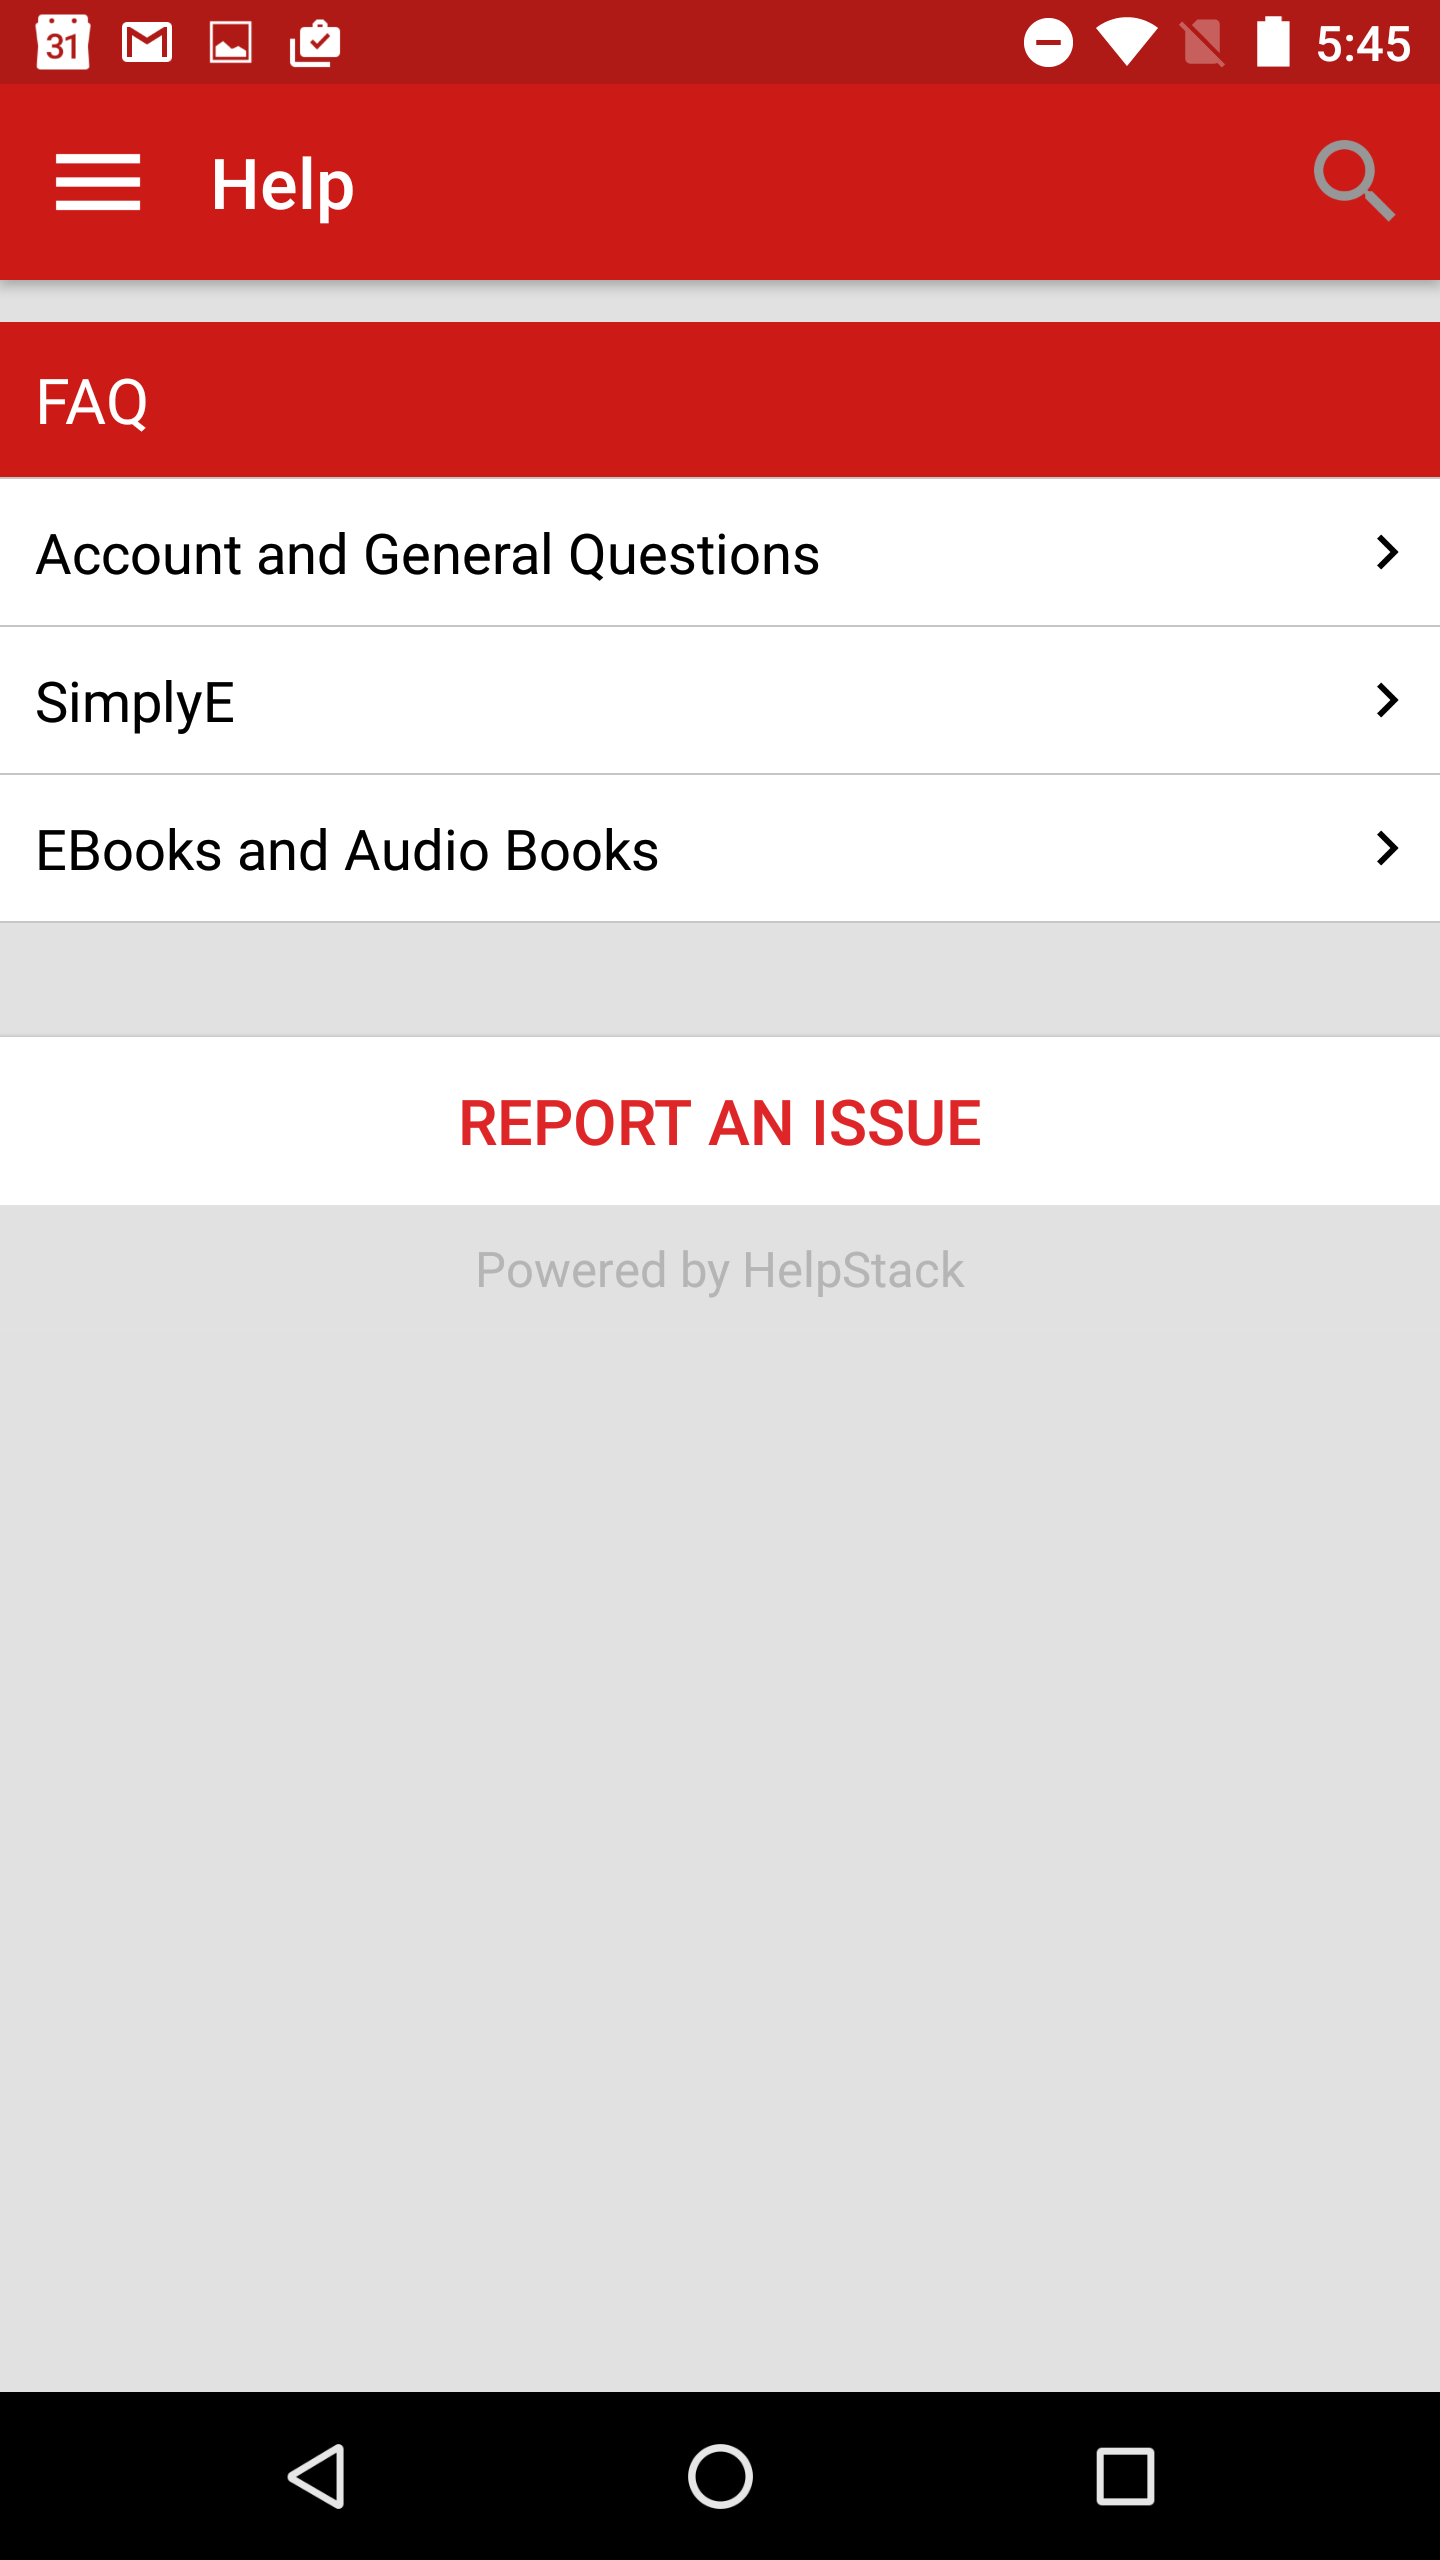 31
5:45
Help
FAQ
Account and General Questions
SimplyE
EBooks and Audio Books
REPORT AN ISSUE
Powered by HelpStack